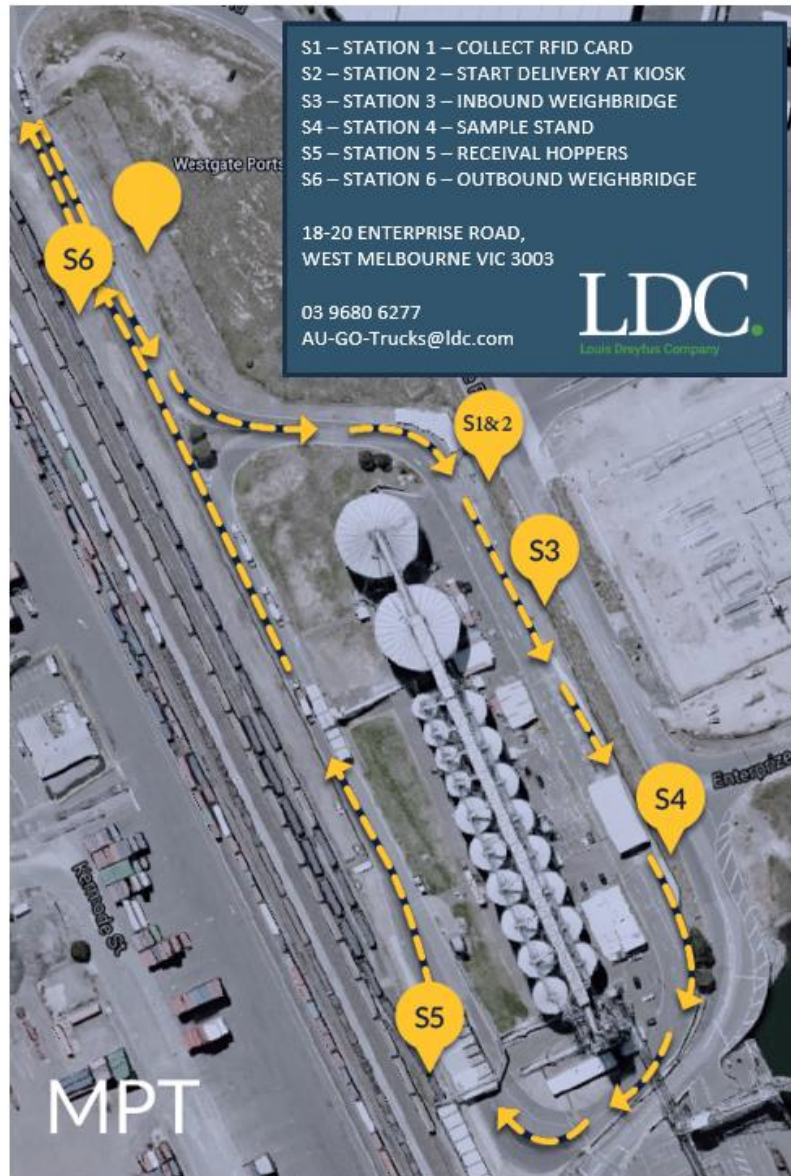 S1 – STATION 1 – COLLECT RFID CARD
S2 – STATION 2 – START DELIVERY AT KIOSK
S3 – STATION 3 – INBOUND WEIGHBRIDGE
S4 – STATION 4 – SAMPLE STAND
S5 – STATION 5 – RECEIVAL HOPPERS
S6 – STATION 6 – OUTBOUND WEIGHBRIDGE
18-20 ENTERPRISE ROAD,
WEST MELBOURNE VIC 3003
03 9680 6277
AU-GO-Trucks@ldc.com
LDC.
Louis Dreyfus Company
Westgate Ports
S6
S1&2
S3
Enterprize
S4
Kermode St
S5
MPT